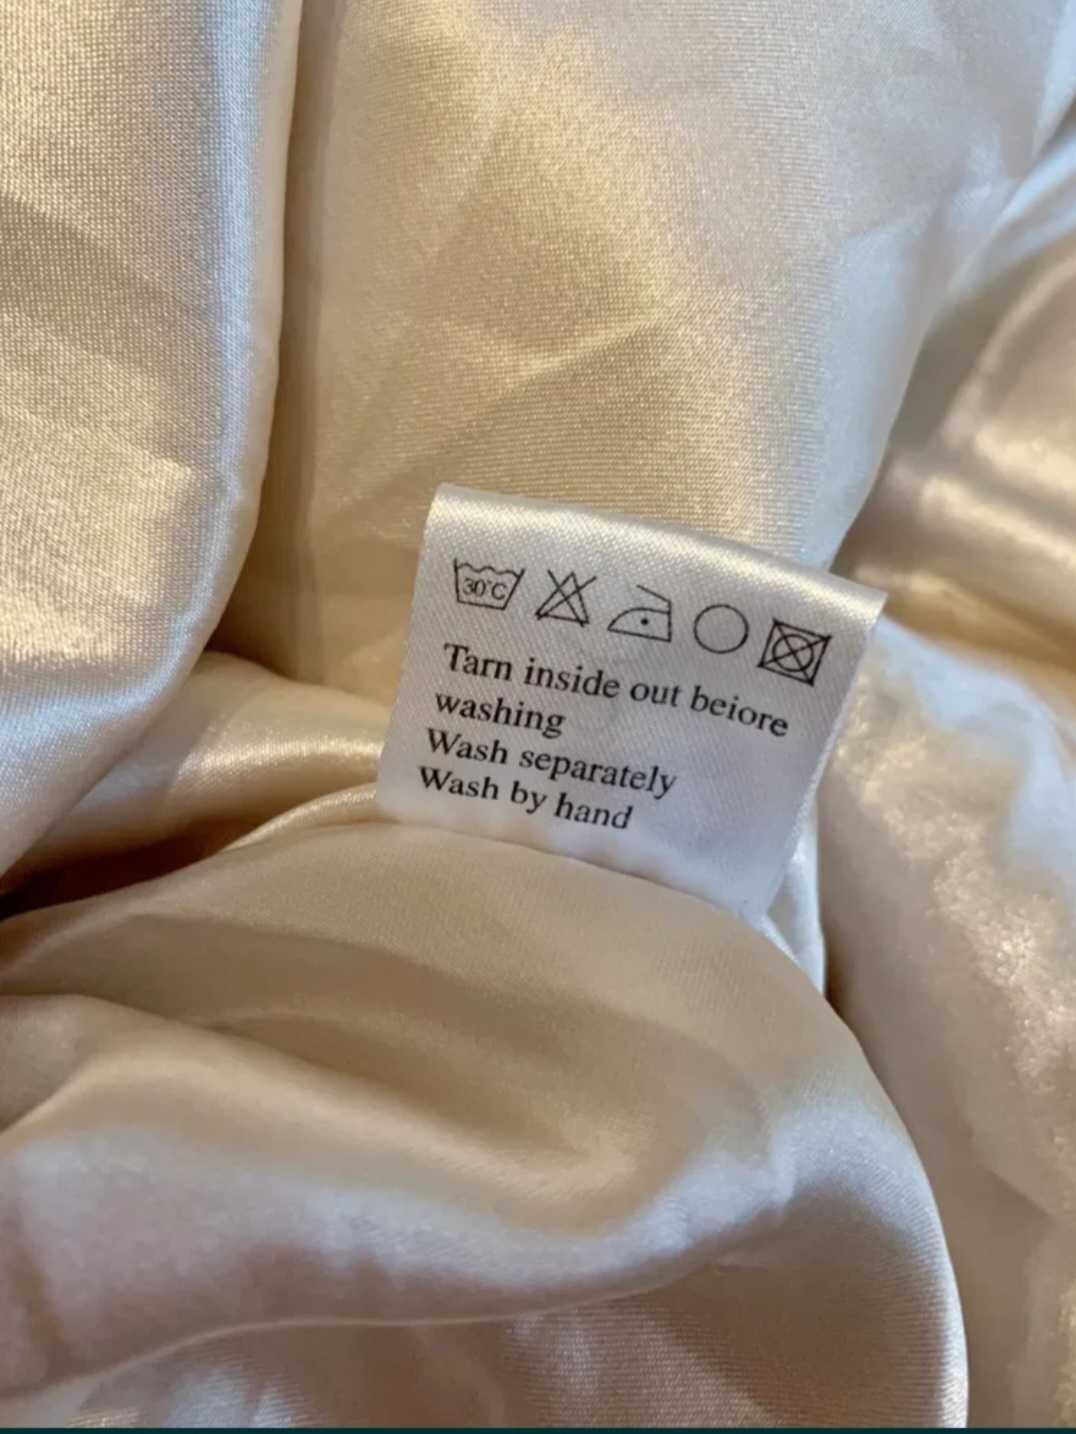 30°C
Tarn inside out beiore
washing
Wash separately
Wash by hand